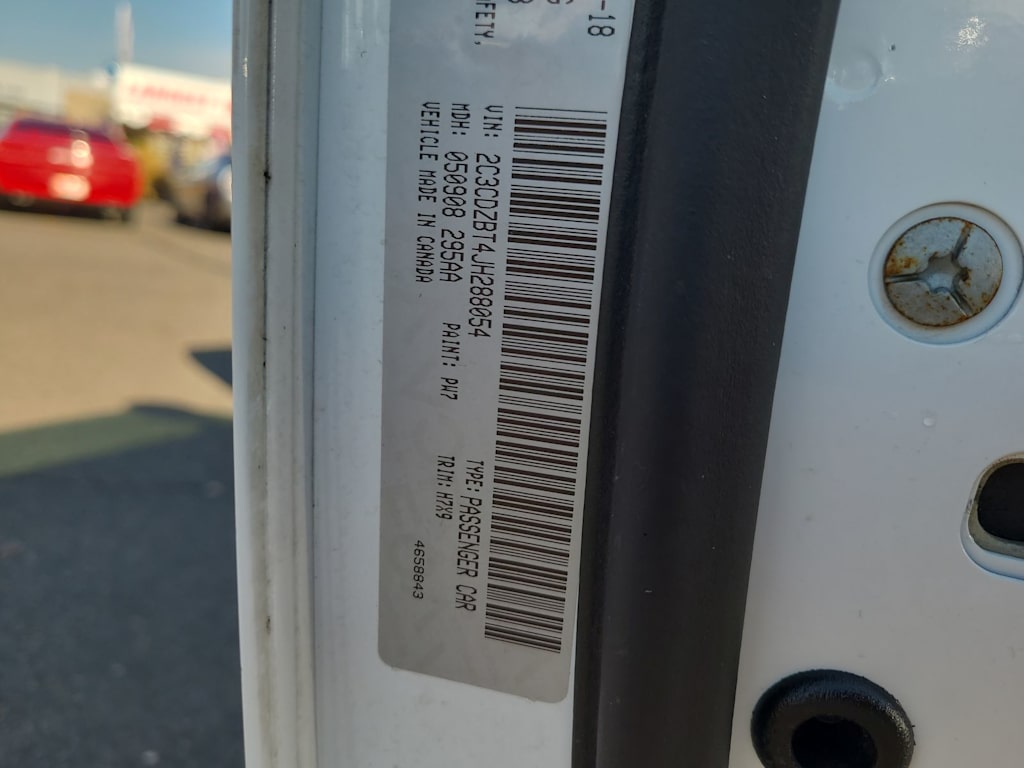 -18
FETY,
VIN: 2C3CDZBT4JH288054 TYPE: PASSENGER CAR
MDH: 050908 295AA PAINT: PW7 TRIM: H7X9
VEHICLE MADE IN CANADA 4658843